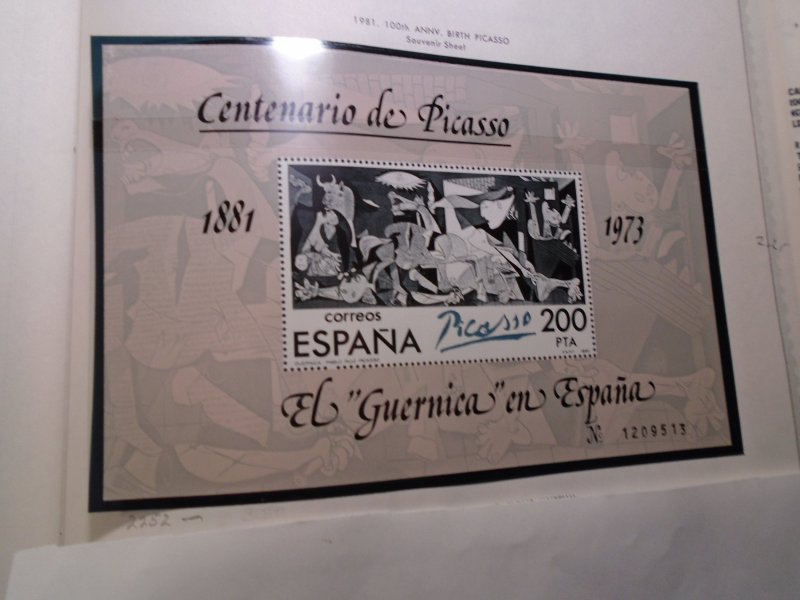 1981. 100th ANNV. BIRTH PICASSO
Souvenir Sheet
Centenario de Picasso
1881
1973
correos
ESPAÑA
Picasso
200
PTA
El "Guernica" en España
Nº 1209513
2252